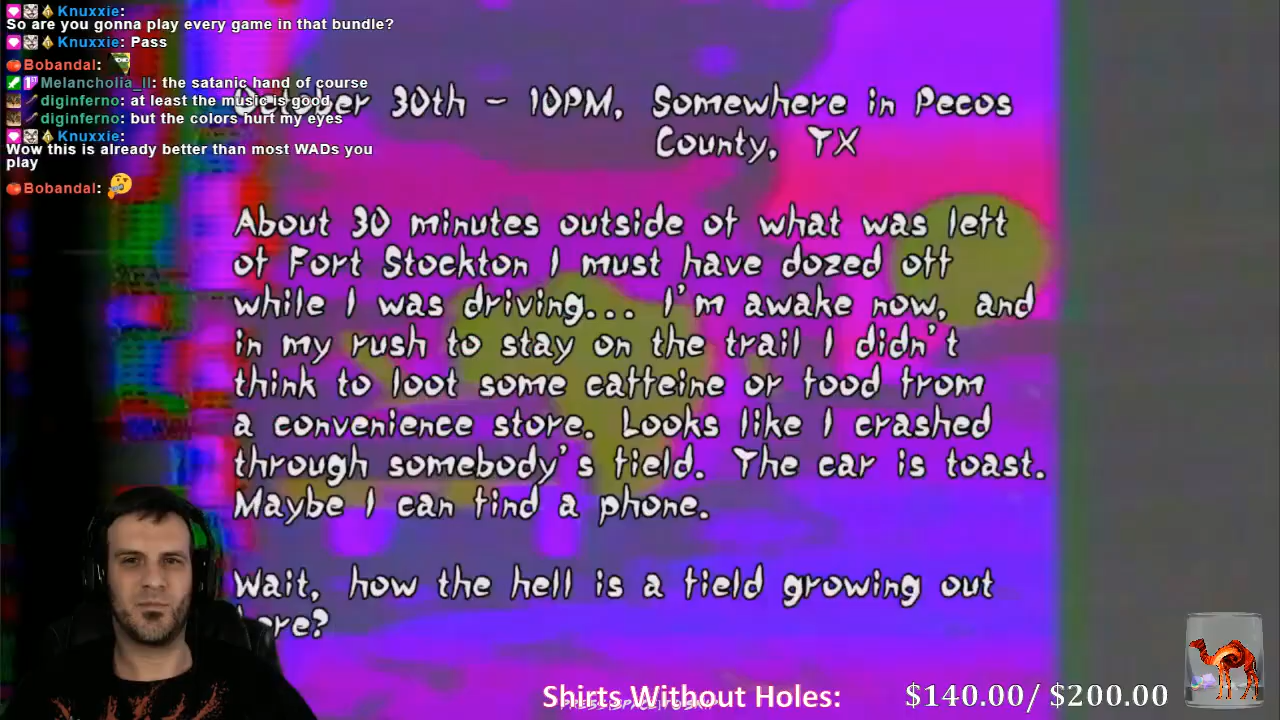 Knuxxie:
So are you gonna play every game in that bundle?
Knuxxie: Pass
Bobandal:
Melancholia_II: the satanic hand of course
diginferno: at least the music is good
diginferno: but the colors hurt my eyes
Knuxxie:
Wow this is already better than most WADs you
play
Bobandal:
October 30th - 10PM, Somewhere in Pecos
County, TX
About 30 minutes outside of what was left
of Fort Stockton I must have dozed off
while I was driving... I'm awake now, and
in my rush to stay on the trail I didn't
think to loot some caffeine or food from
a convenience store. Looks like I crashed
through somebody's field. The car is toast.
Maybe I can find a phone.
Wait, how the hell is a field growing out
here?
Shirts Without Holes: $140.00/ $200.00
PRESS SPACE TO SKIP